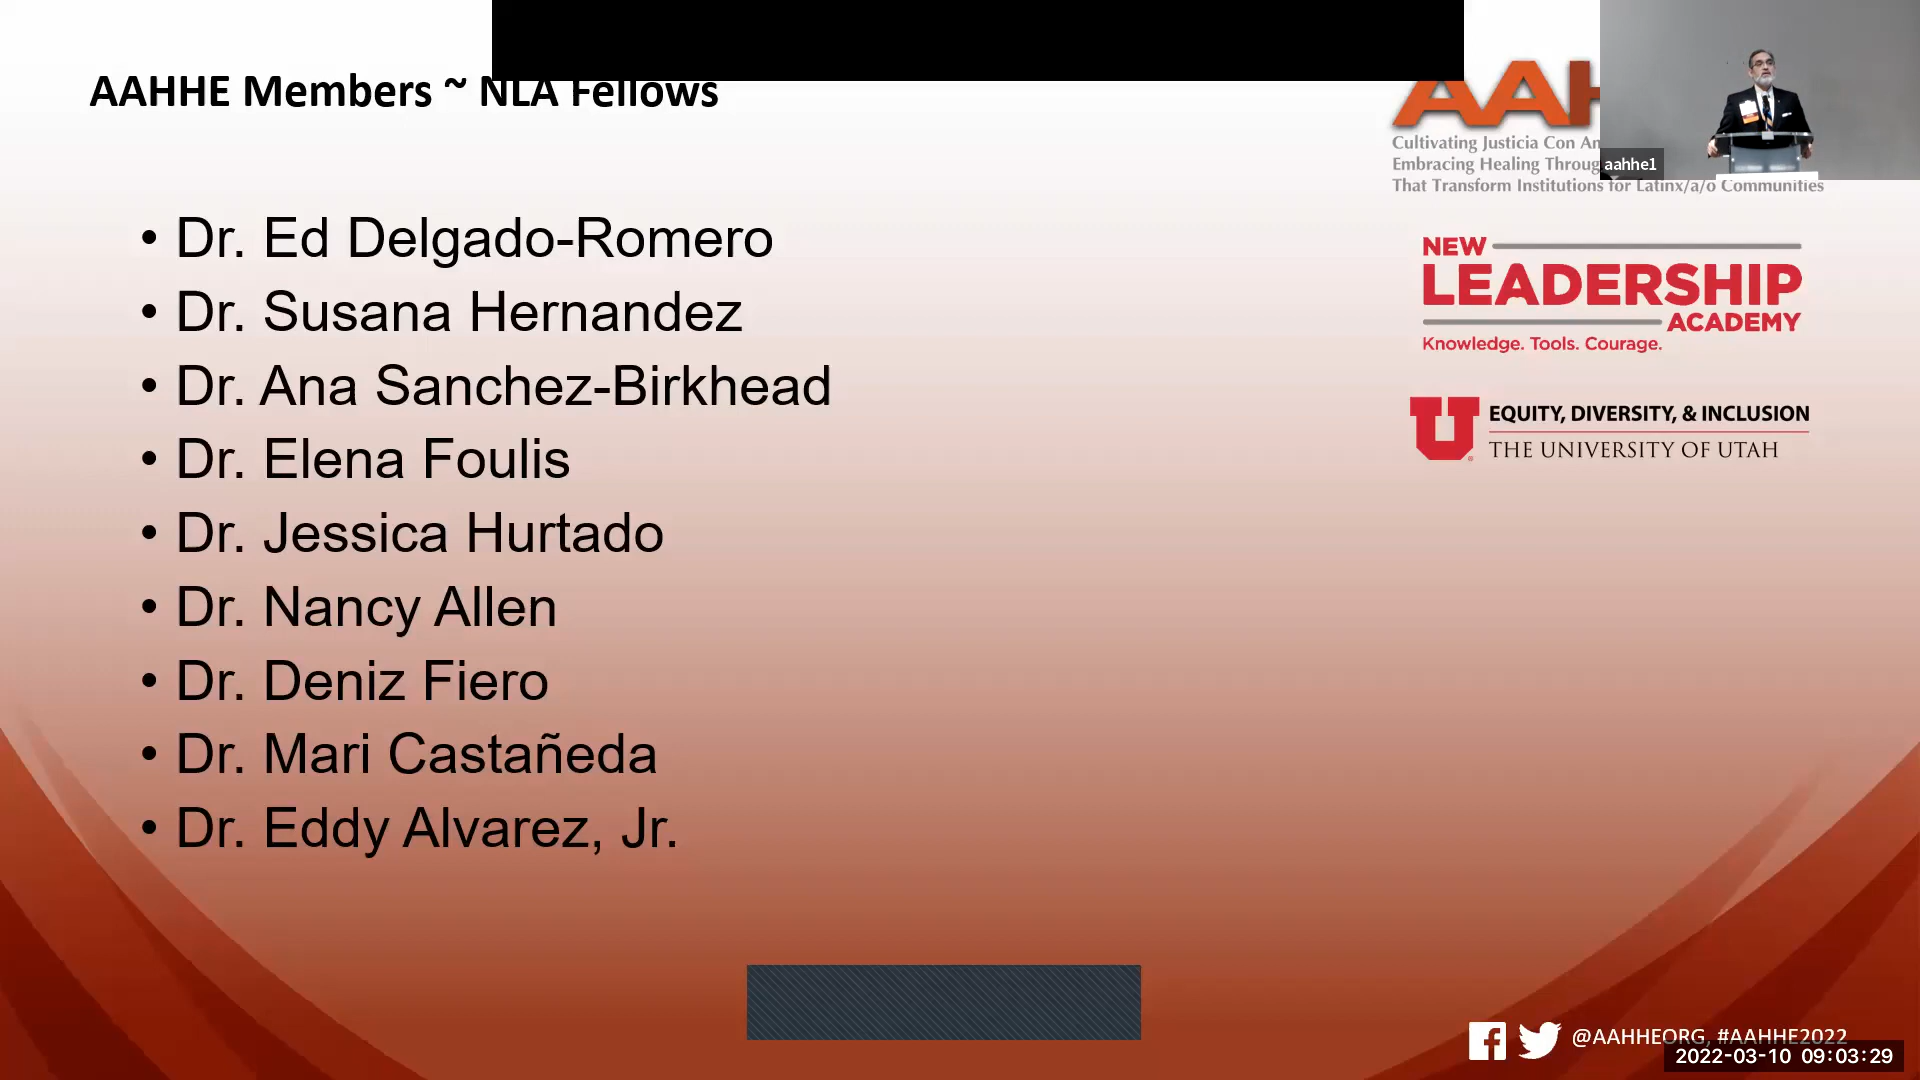 AAHHE Members ~ NLA Fellows
• Dr. Ed Delgado-Romero
• Dr. Susana Hernandez
• Dr. Ana Sanchez-Birkhead
• Dr. Elena Foulis
• Dr. Jessica Hurtado
• Dr. Nancy Allen
• Dr. Deniz Fiero
• Dr. Mari Castañeda
• Dr. Eddy Alvarez, Jr.
AAH
Cultivating Justicia Con
Embracing Healing
That Transform Institutions for Latinx/a/o Communities
aahhe1
NEW
LEADERSHIP
ACADEMY
Knowledge. Tools. Courage.
U EQUITY, DIVERSITY, & INCLUSION
THE UNIVERSITY OF UTAH
@AAHHEORG, #AAHHE2022
2022-03-10 09:03:29